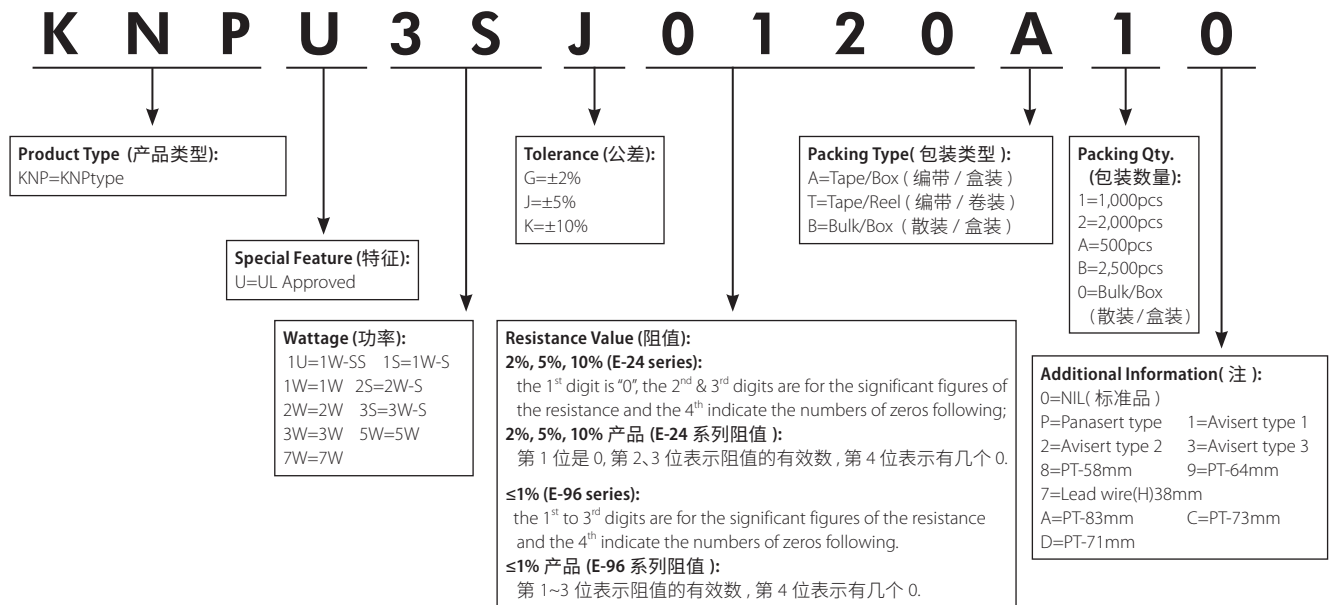 K N P U 3 S J 0 1 2 0 A 1 0
Product Type (产品类型):
KNP=KNPtype
Special Feature (特征):
U=UL Approved
Wattage (功率):
1U=1W-SS 1S=1W-S
1W=1W 2S=2W-S
2W=2W 3S=3W-S
3W=3W 5W=5W
7W=7W
Tolerance (公差):
G=±2%
J=±5%
K=±10%
Resistance Value (阻值):
2%, 5%, 10% (E-24 series):
the 1st digit is “0”, the 2nd & 3rd digits are for the significant figures of
the resistance and the 4th indicate the numbers of zeros following;
2%, 5%, 10% 产品 (E-24 系列阻值 ):
第 1 位是 0, 第 2、3 位表示阻值的有效数 , 第 4 位表示有几个 0.
≤1% (E-96 series):
the 1st to 3rd digits are for the significant figures of the resistance
and the 4th indicate the numbers of zeros following.
≤1% 产品 (E-96 系列阻值 ):
第 1~3 位表示阻值的有效数 , 第 4 位表示有几个 0.
Packing Type( 包装类型 ):
A=Tape/Box ( 编带 / 盒装 )
T=Tape/Reel ( 编带 / 卷装 )
B=Bulk/Box ( 散装 / 盒装 )
Packing Qty.
(包装数量):
1=1,000pcs
2=2,000pcs
A=500pcs
B=2,500pcs
0=Bulk/Box
(散装/盒装)
Additional Information( 注 ):
0=NIL( 标准品 )
P=Panasert type 1=Avisert type 1
2=Avisert type 2 3=Avisert type 3
8=PT-58mm 9=PT-64mm
7=Lead wire(H)38mm
A=PT-83mm C=PT-73mm
D=PT-71mm